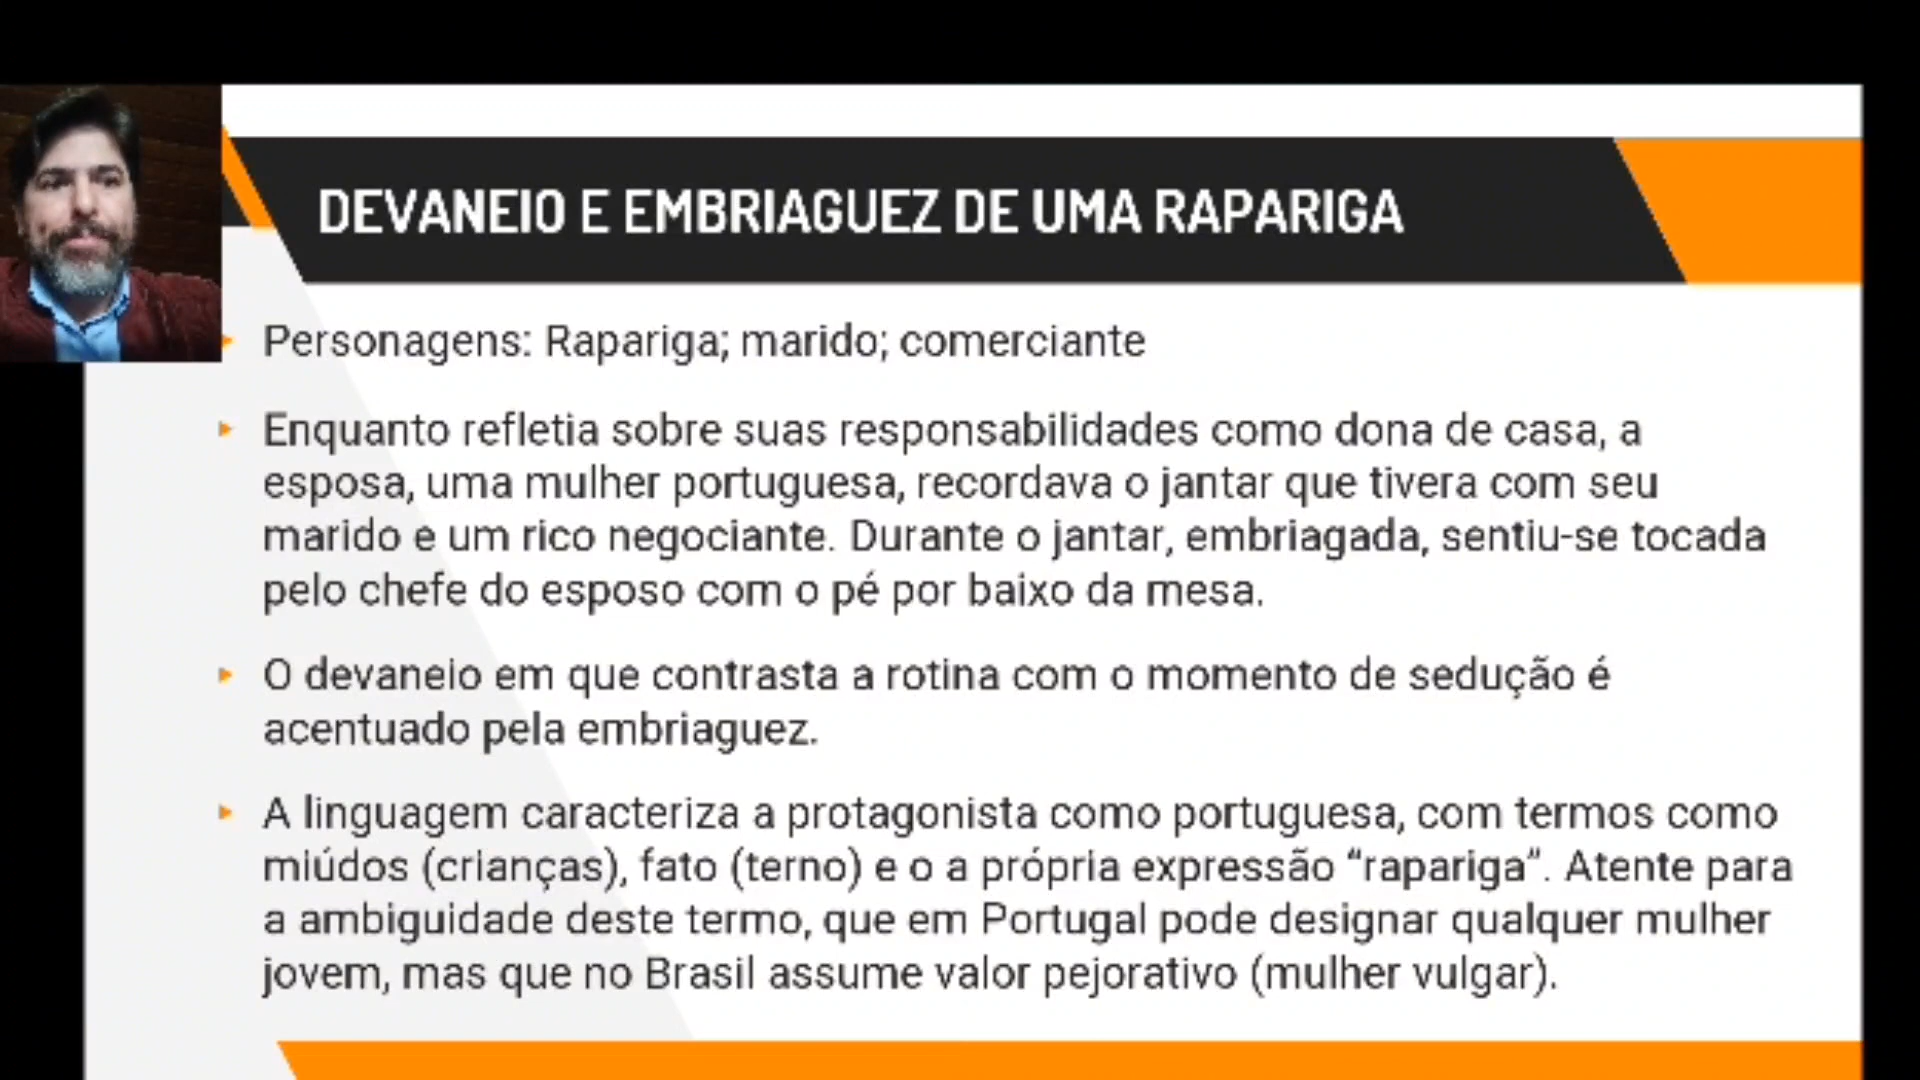 DEVANEIO E EMBRIAGUEZ DE UMA RAPARIGA
Personagens: Rapariga; marido; comerciante
Enquanto refletia sobre suas responsabilidades como dona de casa, a
esposa, uma mulher portuguesa, recordava o jantar que tivera com seu
marido e um rico negociante. Durante o jantar, embriagada, sentiu-se tocada
pelo chefe do esposo com o pé por baixo da mesa.
O devaneio em que contrasta a rotina com o momento de sedução é
acentuado pela embriaguez.
A linguagem caracteriza a protagonista como portuguesa, com termos como
miúdos (crianças), fato (terno) e o a própria expressão “rapariga”. Atente para
a ambiguidade deste termo, que em Portugal pode designar qualquer mulher
jovem, mas que no Brasil assume valor pejorativo (mulher vulgar).